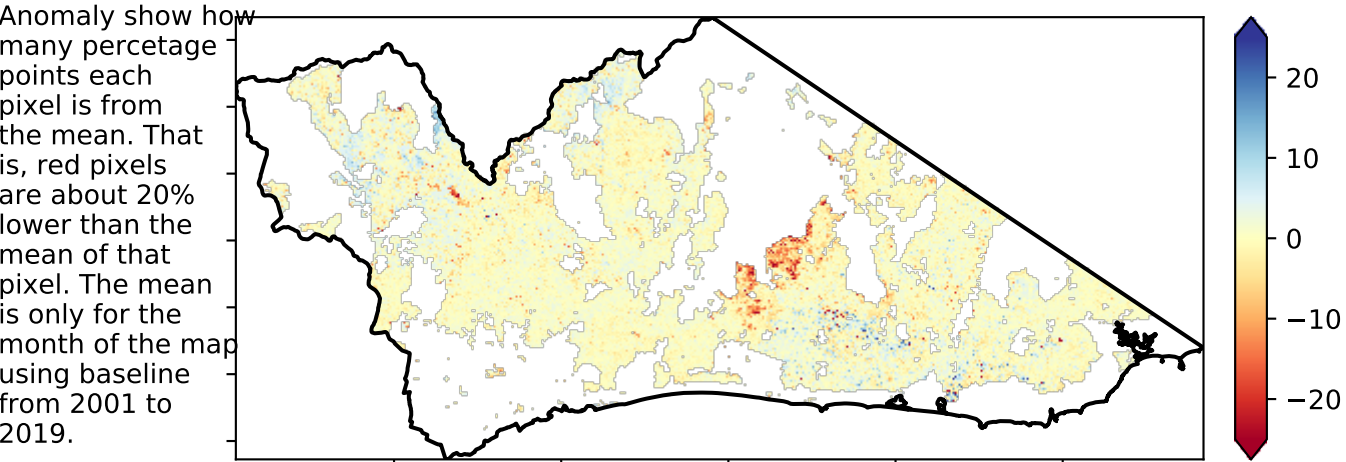 Anomaly show how
many percetage
points each
pixel is from
the mean. That
is, red pixels
are about 20%
lower than the
mean of that
pixel. The mean
is only for the
month of the map
using baseline
from 2001 to
2019.
20
10
0
−10
−20